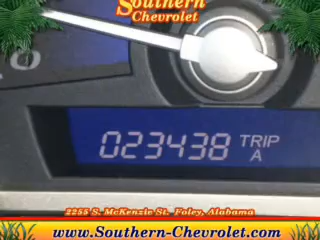 Southern
Chevrolet
023438 TRIP
A
2255 S. McKenzie St. Foley, Alabama
www.Southern-Chevrolet.com